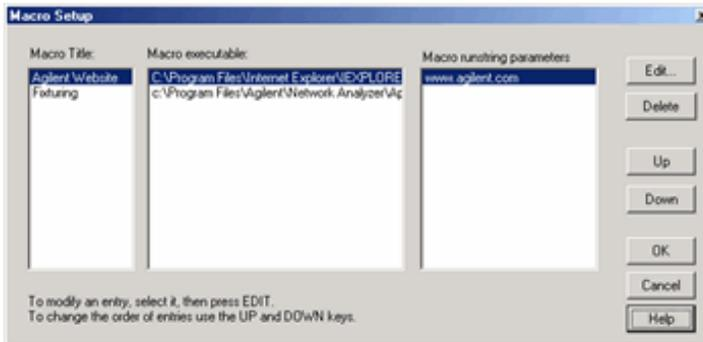 Macro Setup
Macro Title:
Macro executable:
Macro runstring parameters
Agilent Website
C:\Program Files\Internet Explorer\IEXPLORE
www.agilent.com
Fixturing
c:\Program Files\Agilent\Network Analyzer\Ap
Edit...
Delete
Up
Down
OK
Cancel
Help
To modify an entry, select it, then press EDIT.
To change the order of entries use the UP and DOWN keys.